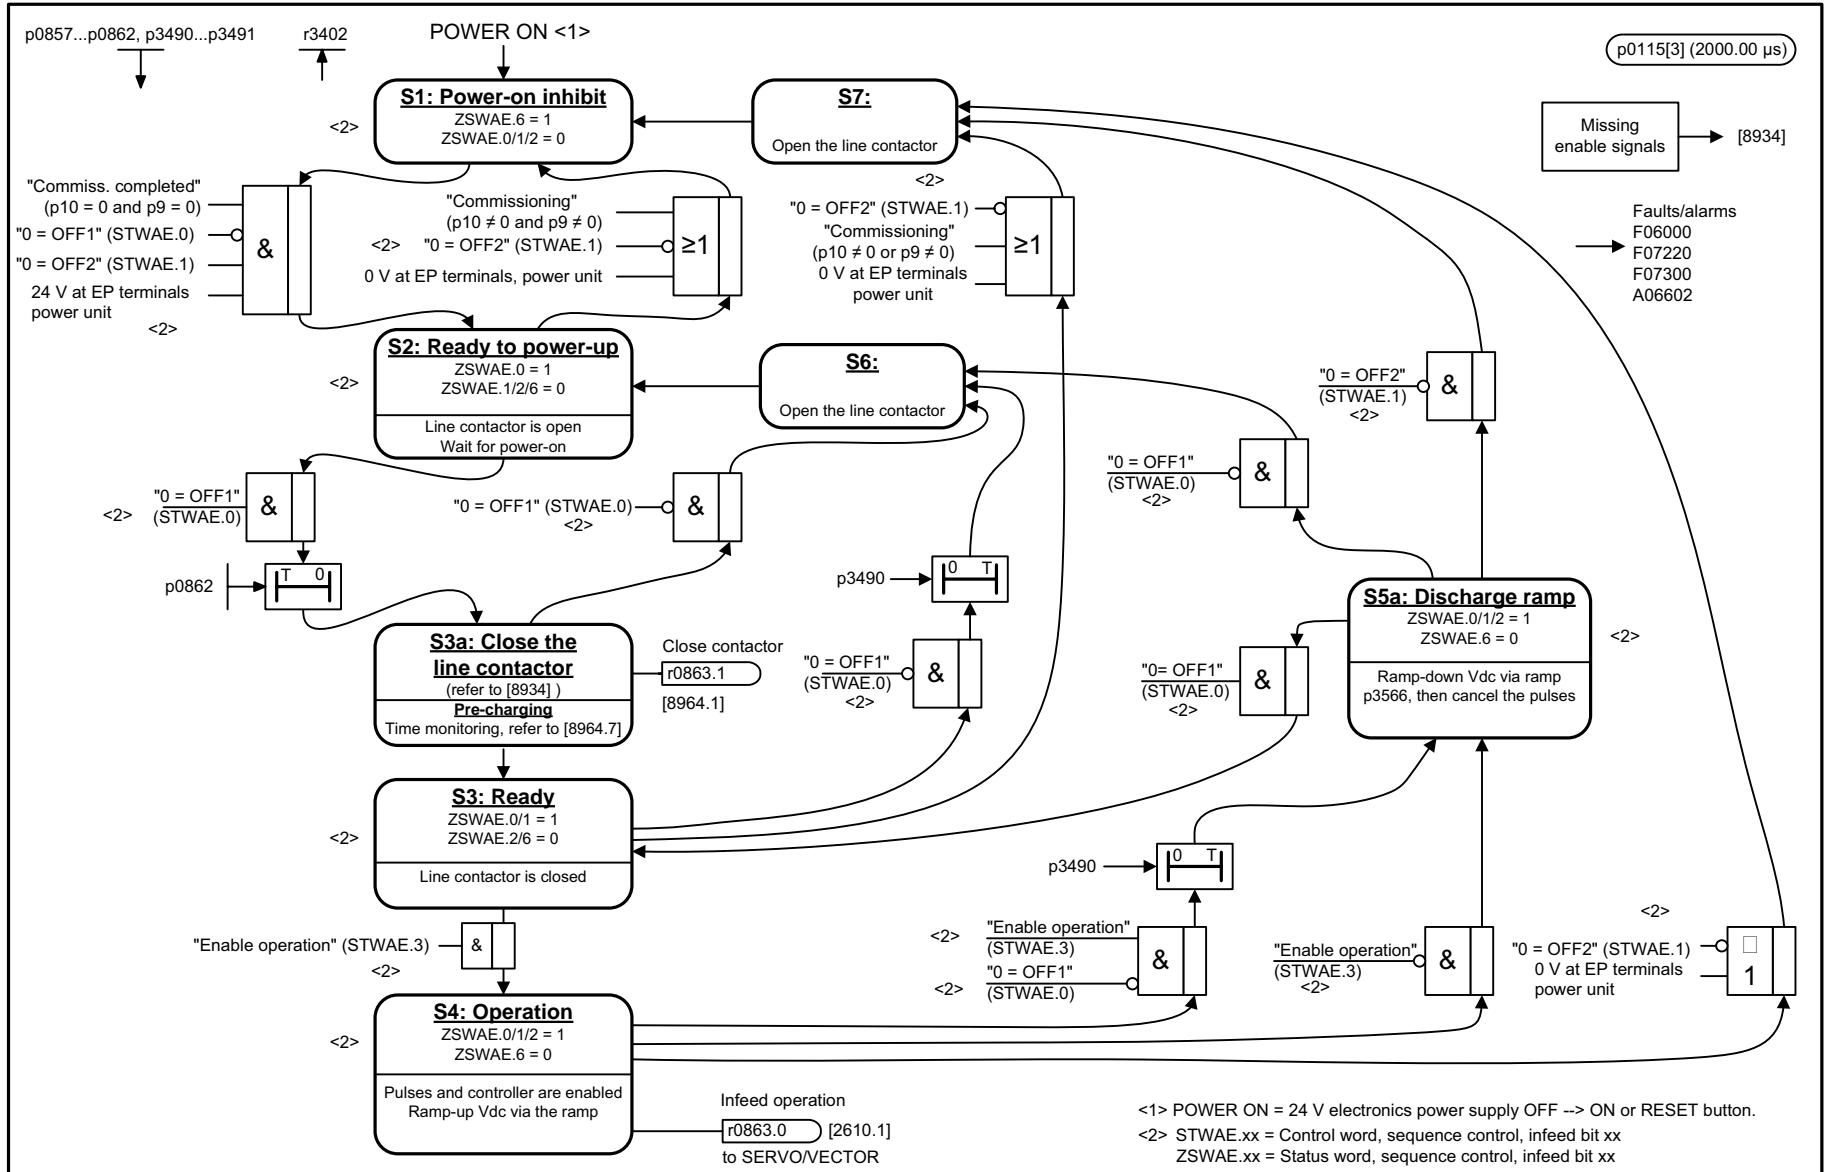 p0857...p0862, p3490...p3491
r3402
POWER ON <1>
p0115[3] (2000.00 µs)
S1: Power-on inhibit
ZSWAE.6 = 1
ZSWAE.0/1/2 = 0
<2>
S7:
Open the line contactor
<2>
Missing
enable signals
[8934]
"Commiss. completed"
(p10 = 0 and p9 = 0)
"0 = OFF1" (STWAE.0)
"0 = OFF2" (STWAE.1)
24 V at EP terminals
power unit
<2>
&
"Commissioning"
(p10 ≠ 0 and p9 ≠ 0)
<2> "0 = OFF2" (STWAE.1)
0 V at EP terminals, power unit
≥1
"0 = OFF2" (STWAE.1)
"Commissioning"
(p10 ≠ 0 or p9 ≠ 0)
0 V at EP terminals
power unit
≥1
Faults/alarms
F06000
F07220
F07300
A06602
S2: Ready to power-up
ZSWAE.0 = 1
ZSWAE.1/2/6 = 0
Line contactor is open
Wait for power-on
<2>
S6:
Open the line contactor
"0 = OFF2"
(STWAE.1)
<2>
&
"0 = OFF1"
(STWAE.0)
<2>
&
"0 = OFF1"
<2> (STWAE.0)
&
"0 = OFF1" (STWAE.0)
<2>
&
p0862
T 0
p3490
0 T
S3a: Close the
line contactor
(refer to [8934] )
Pre-charging
Time monitoring, refer to [8964.7]
Close contactor
r0863.1
[8964.1]
"0 = OFF1"
(STWAE.0)
<2>
&
"0= OFF1"
(STWAE.0)
<2>
&
S5a: Discharge ramp
ZSWAE.0/1/2 = 1
ZSWAE.6 = 0
Ramp-down Vdc via ramp
p3566, then cancel the pulses
<2>
S3: Ready
ZSWAE.0/1 = 1
ZSWAE.2/6 = 0
Line contactor is closed
<2>
p3490
0 T
"Enable operation" (STWAE.3)
<2>
&
<2> "Enable operation"
(STWAE.3)
"0 = OFF1"
<2> (STWAE.0)
&
"Enable operation"
(STWAE.3)
<2>
&
<2>
"0 = OFF2" (STWAE.1)
0 V at EP terminals
power unit
1
S4: Operation
ZSWAE.0/1/2 = 1
ZSWAE.6 = 0
Pulses and controller are enabled
Ramp-up Vdc via the ramp
<2>
Infeed operation
r0863.0 [2610.1]
to SERVO/VECTOR
<1> POWER ON = 24 V electronics power supply OFF --> ON or RESET button.
<2> STWAE.xx = Control word, sequence control, infeed bit xx
ZSWAE.xx = Status word, sequence control, infeed bit xx